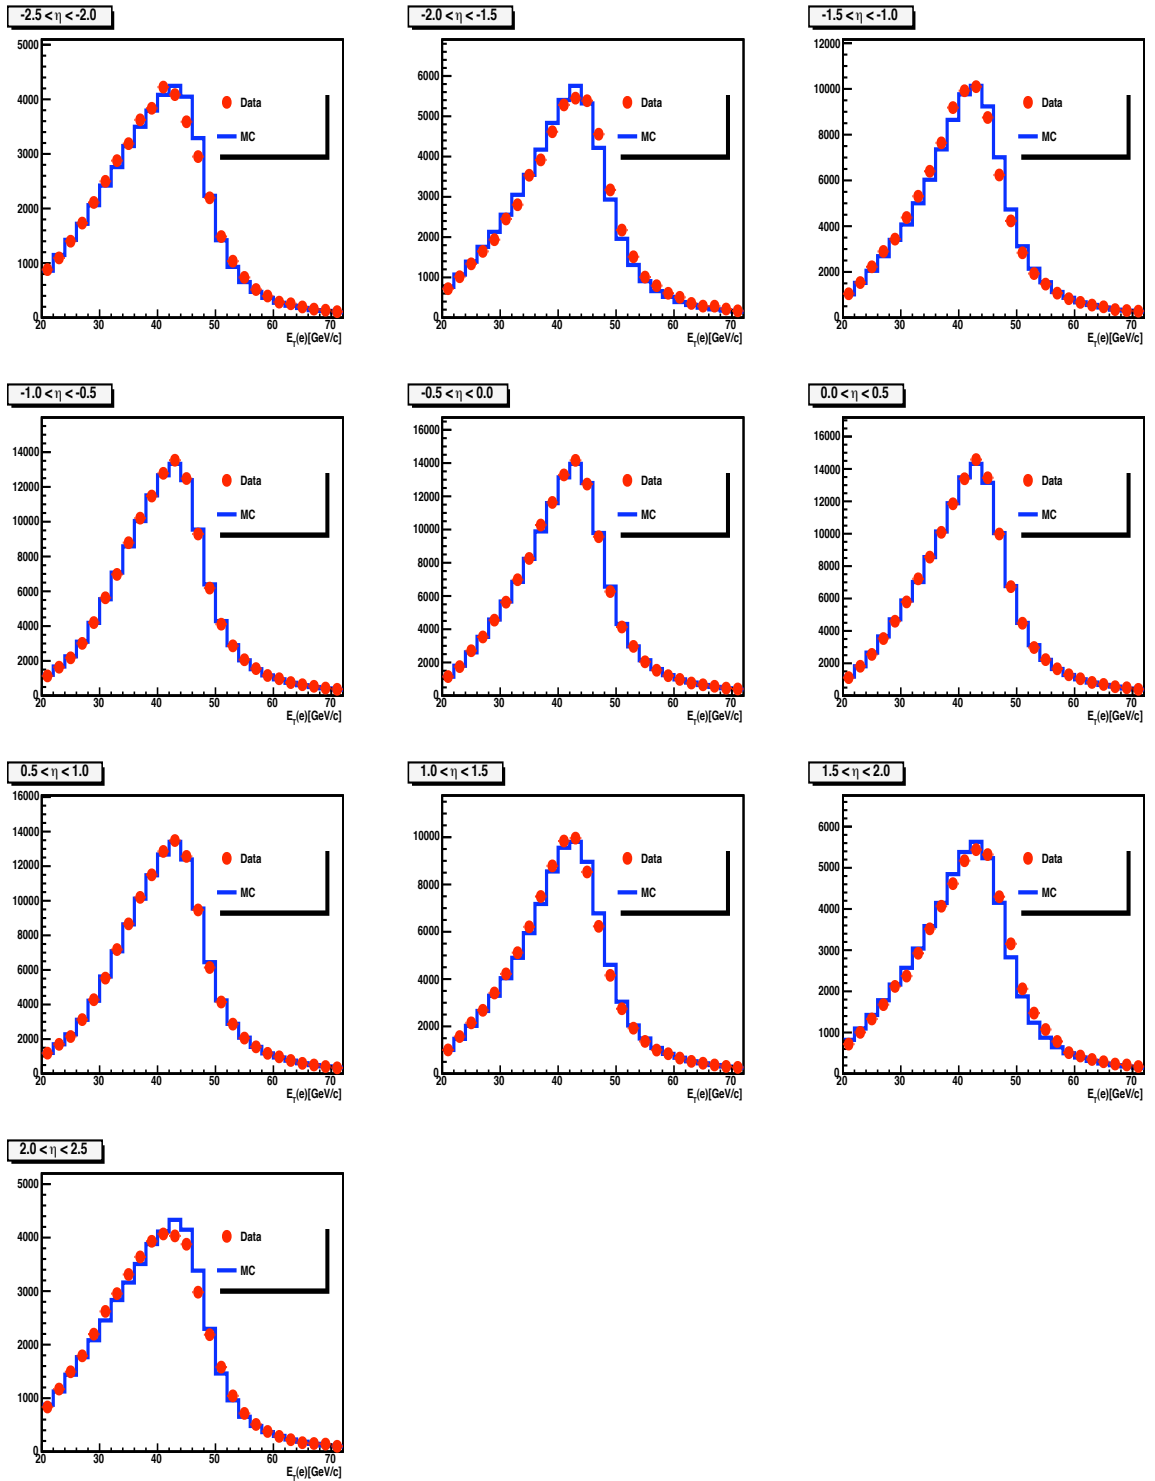 -2.5 < η < -2.0
5000
4000
3000
2000
1000
0
20 30 40 50 60 70
E_T(e)[GeV/c]
Data
MC
-2.0 < η < -1.5
6000
5000
4000
3000
2000
1000
0
20 30 40 50 60 70
E_T(e)[GeV/c]
Data
MC
-1.5 < η < -1.0
12000
10000
8000
6000
4000
2000
0
20 30 40 50 60 70
E_T(e)[GeV/c]
Data
MC
-1.0 < η < -0.5
14000
12000
10000
8000
6000
4000
2000
0
20 30 40 50 60 70
E_T(e)[GeV/c]
Data
MC
-0.5 < η < 0.0
16000
14000
12000
10000
8000
6000
4000
2000
0
20 30 40 50 60 70
E_T(e)[GeV/c]
Data
MC
0.0 < η < 0.5
16000
14000
12000
10000
8000
6000
4000
2000
0
20 30 40 50 60 70
E_T(e)[GeV/c]
Data
MC
0.5 < η < 1.0
16000
14000
12000
10000
8000
6000
4000
2000
0
20 30 40 50 60 70
E_T(e)[GeV/c]
Data
MC
1.0 < η < 1.5
10000
8000
6000
4000
2000
0
20 30 40 50 60 70
E_T(e)[GeV/c]
Data
MC
1.5 < η < 2.0
6000
5000
4000
3000
2000
1000
0
20 30 40 50 60 70
E_T(e)[GeV/c]
Data
MC
2.0 < η < 2.5
5000
4000
3000
2000
1000
0
20 30 40 50 60 70
E_T(e)[GeV/c]
Data
MC